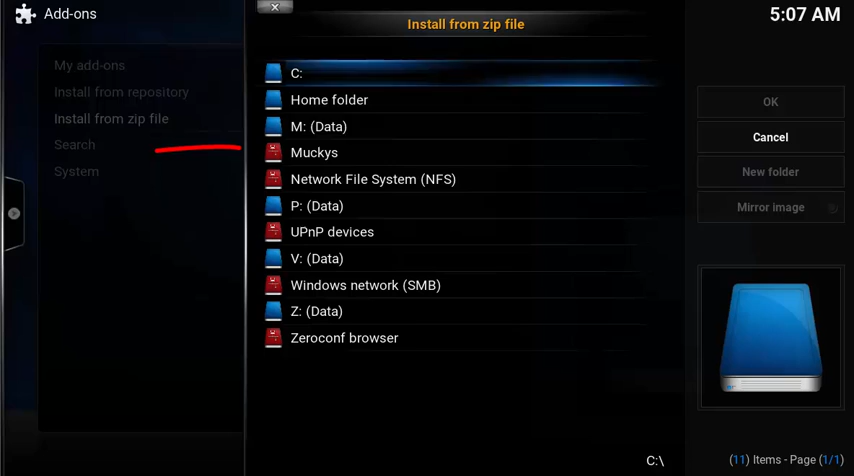 Add-ons
My add-ons
Install from repository
Install from zip file
Search
System
Install from zip file
C:
Home folder
M: (Data)
Muckys
Network File System (NFS)
P: (Data)
UPnP devices
V: (Data)
Windows network (SMB)
Z: (Data)
Zeroconf browser
C:\
5:07 AM
OK
Cancel
New folder
Mirror image
(11) Items - Page (1/1)